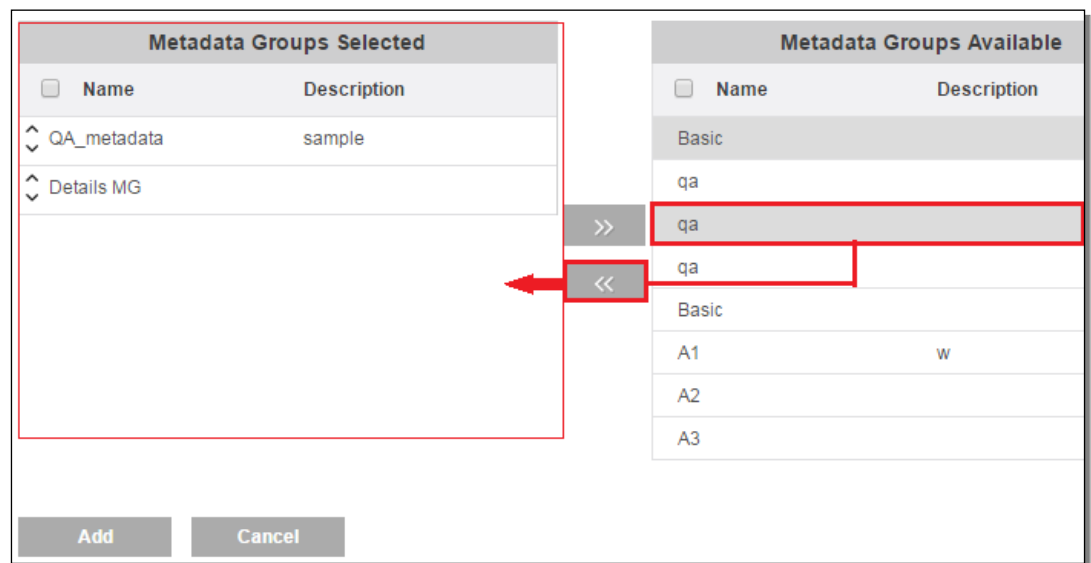 Metadata Groups Selected
Name Description
QA_metadata sample
Details MG
>>
<<
Metadata Groups Available
Name Description
Basic
qa
qa
qa
Basic
A1 w
A2
A3
Add Cancel